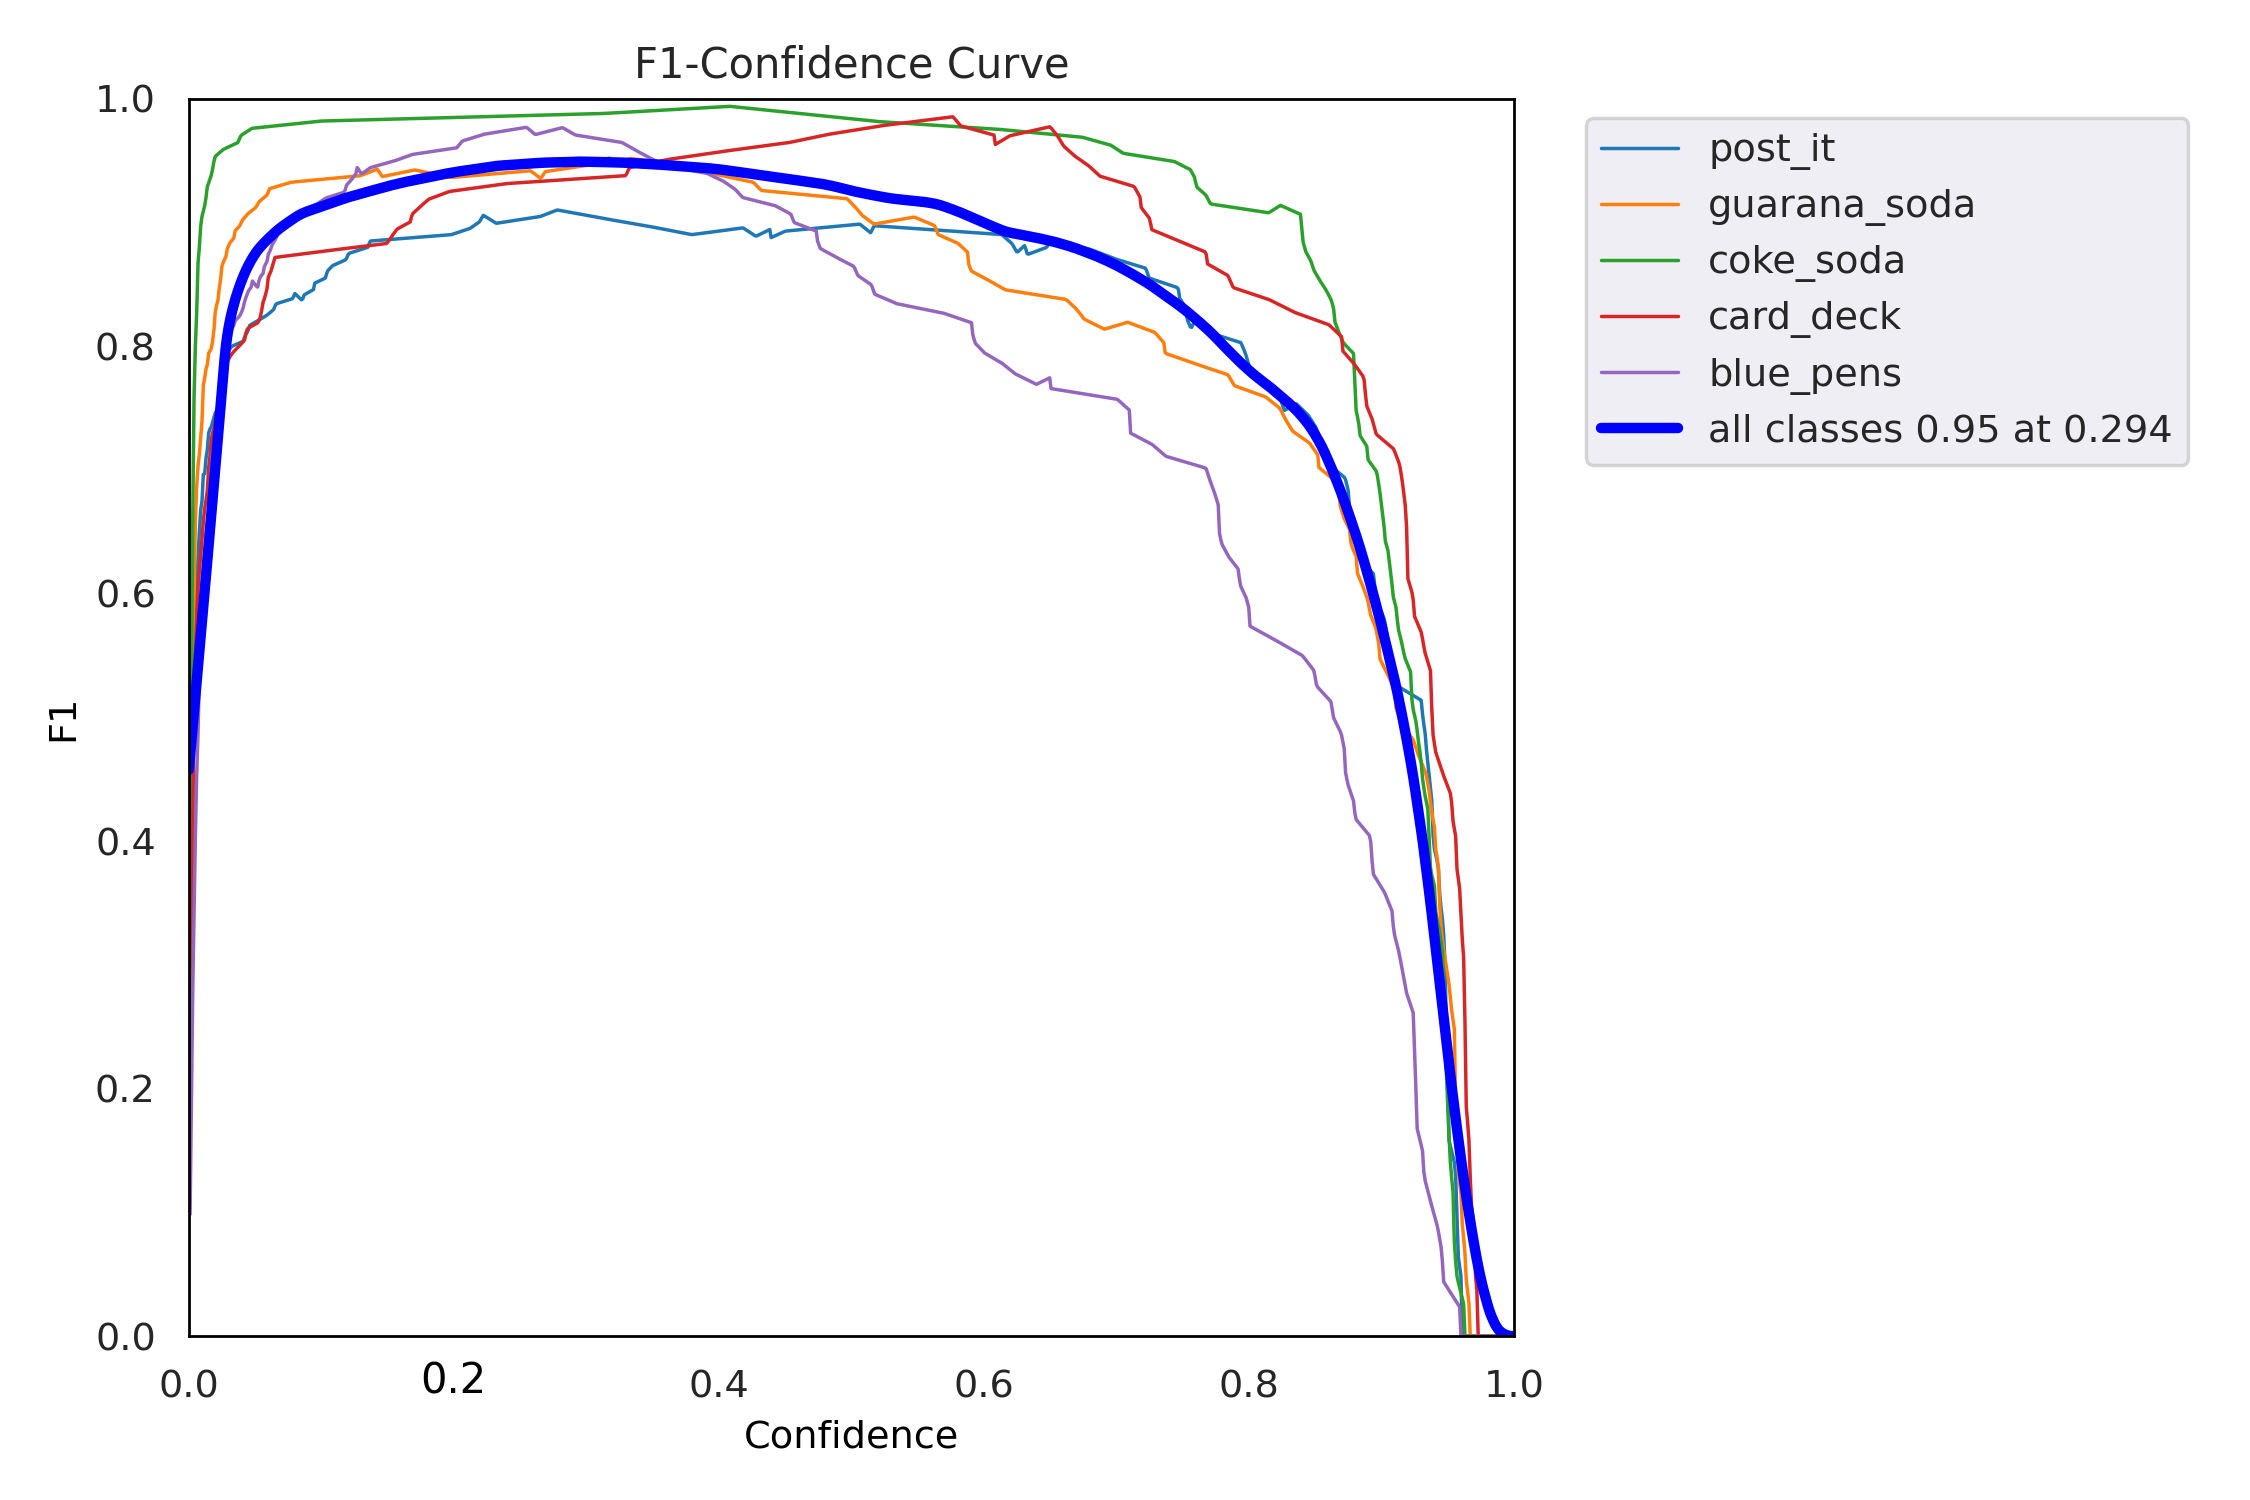 F1-Confidence Curve
1.0
0.8
0.6
0.4
0.2
0.0
F1
0.0 0.2 0.4 0.6 0.8 1.0
Confidence
post_it
guarana_soda
coke_soda
card_deck
blue_pens
all classes 0.95 at 0.294